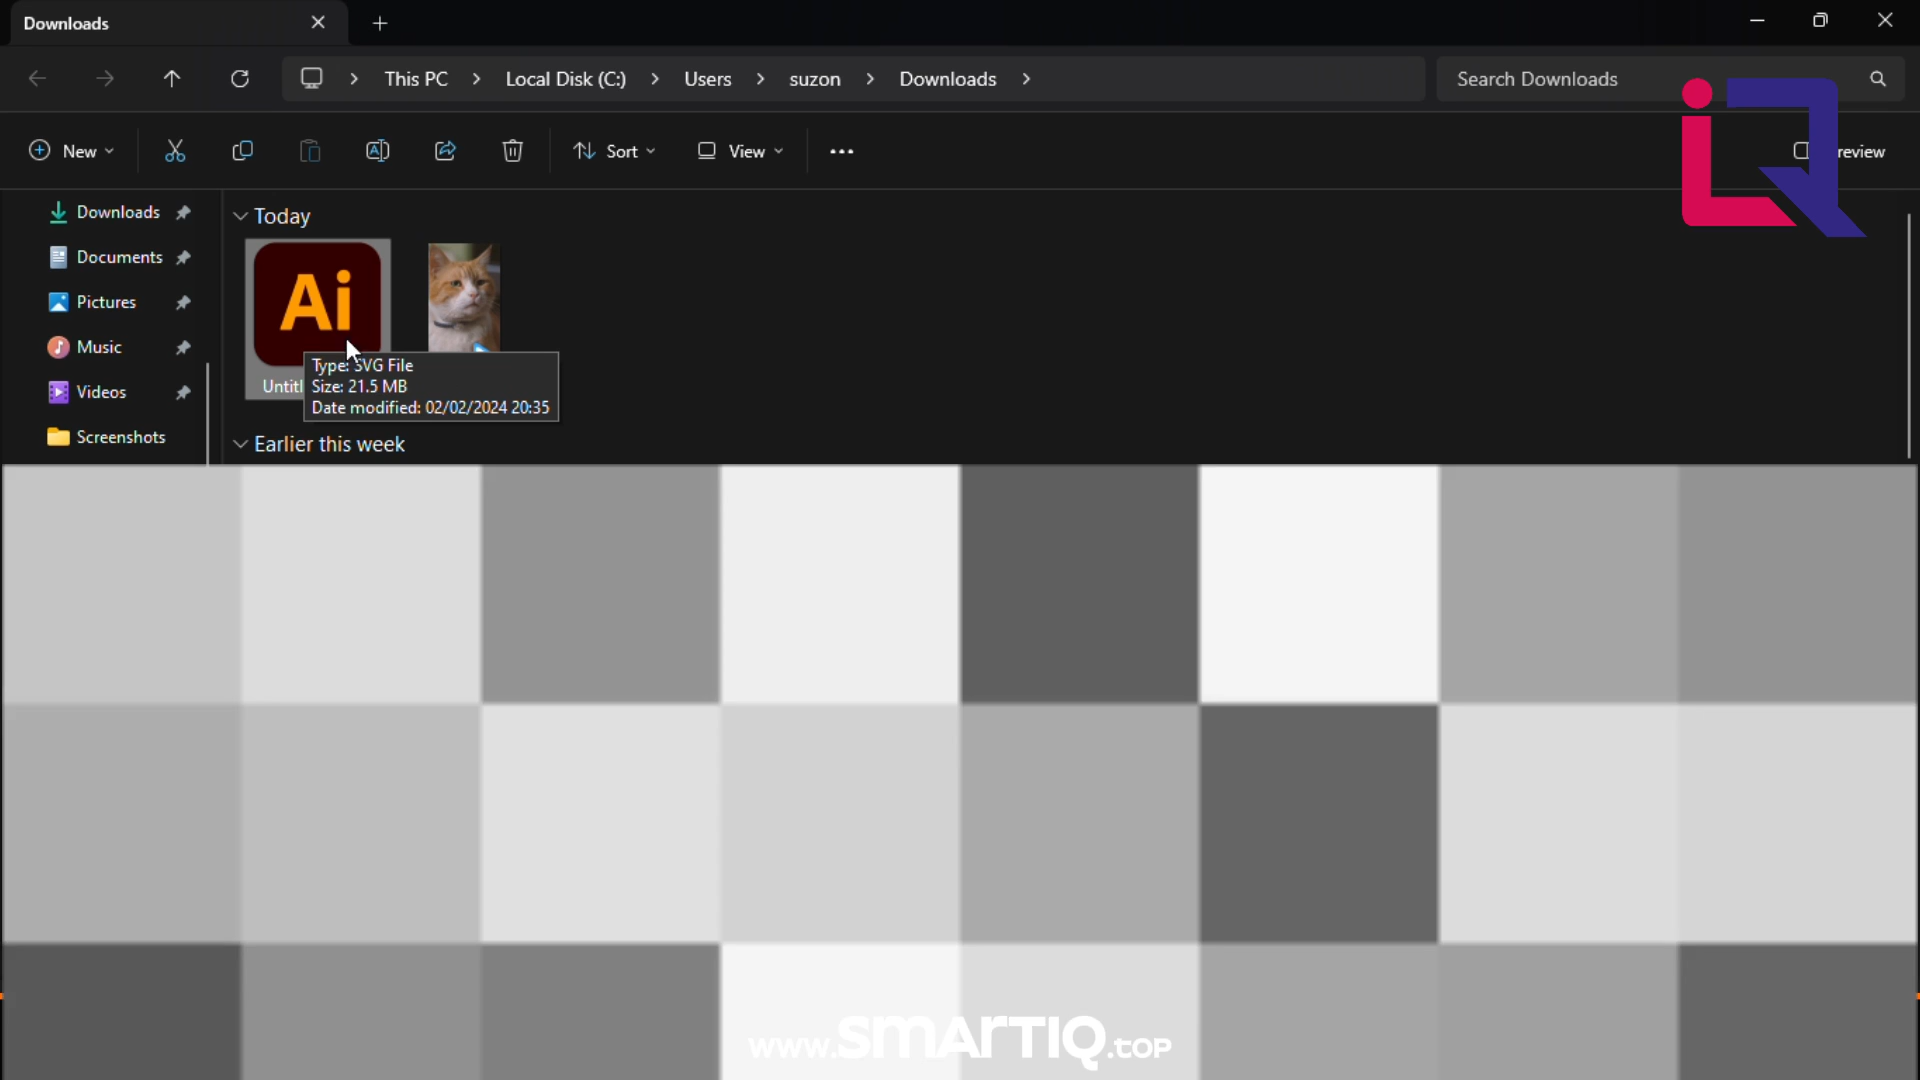 Downloads
This PC > Local Disk (C:) > Users > suzon > Downloads >
Search Downloads
New
Sort
View
review
Downloads
Documents
Pictures
Music
Videos
Screenshots
Today
Ai
Untitl
Type: SVG File
Size: 21.5 MB
Date modified: 02/02/2024 20:35
Earlier this week
www.smartIQ.top